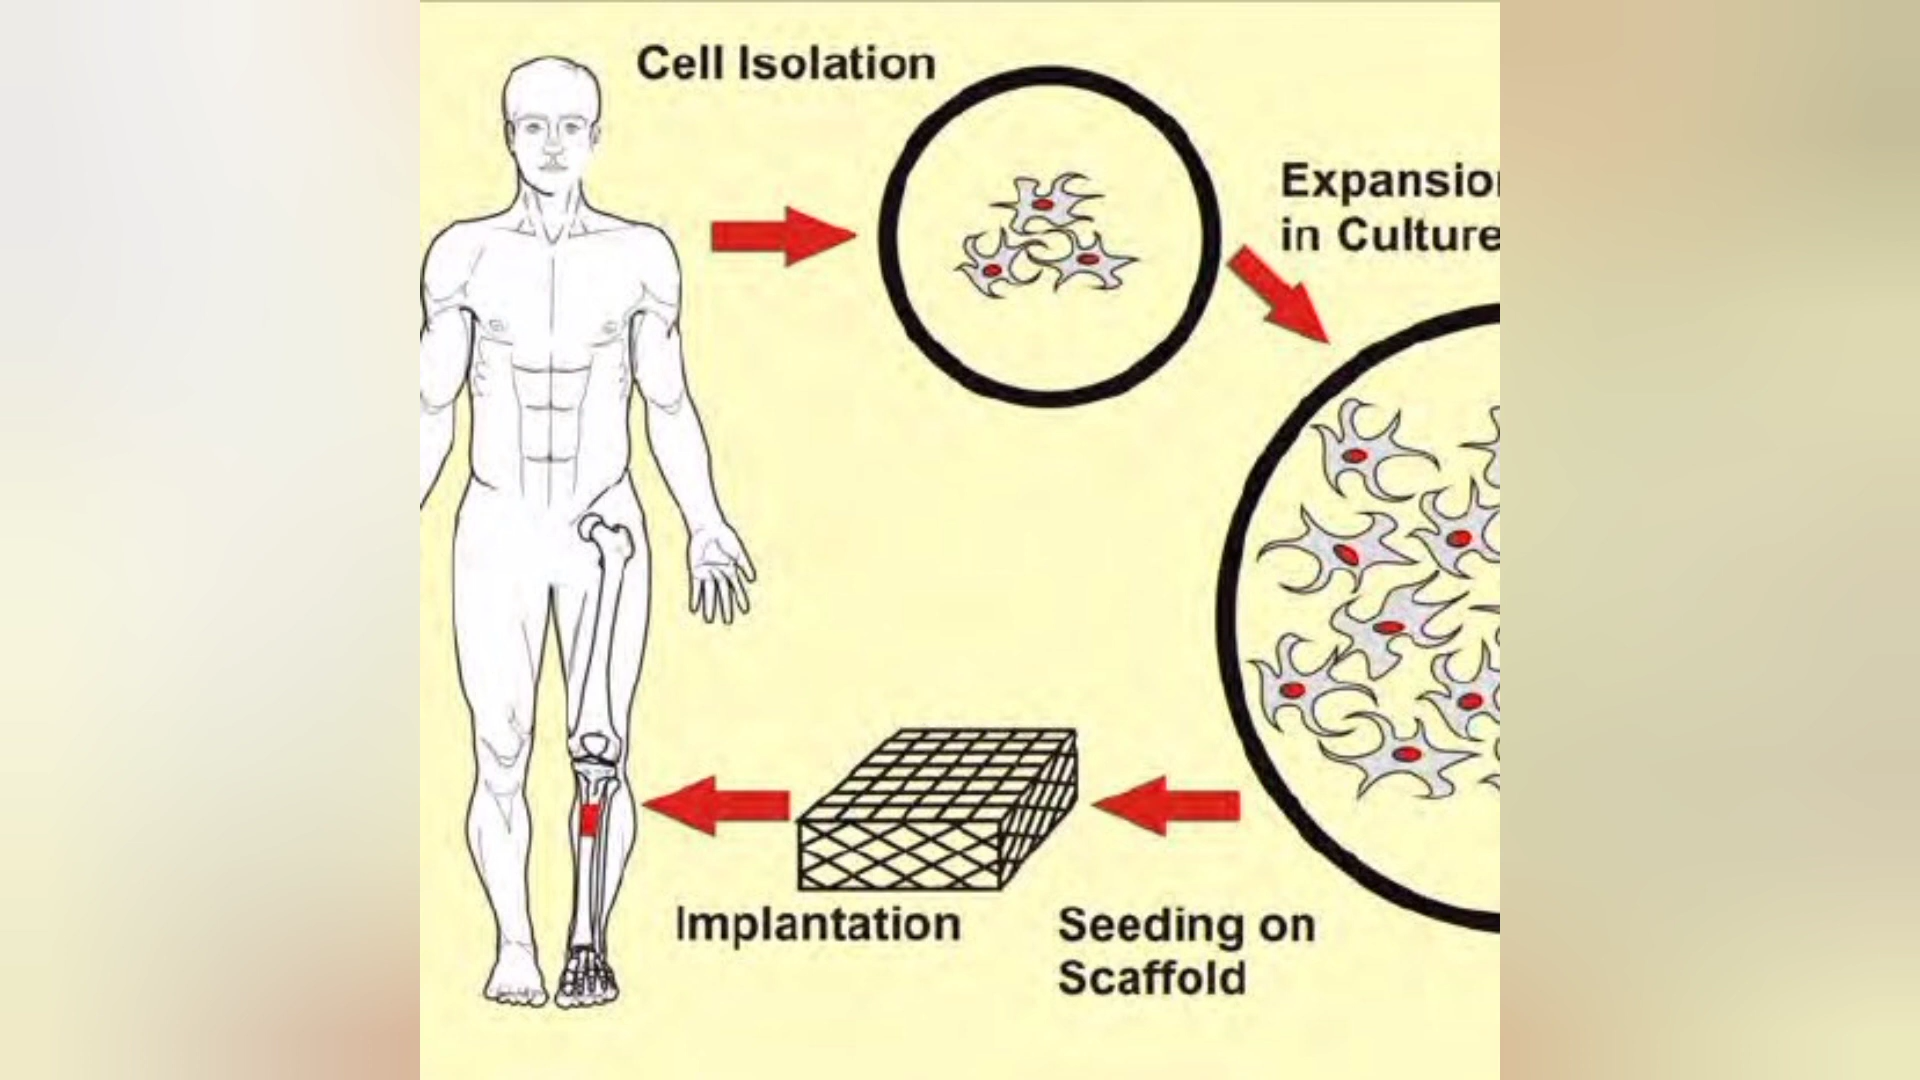 Cell Isolation
Expansion
in Culture
Implantation
Seeding on
Scaffold